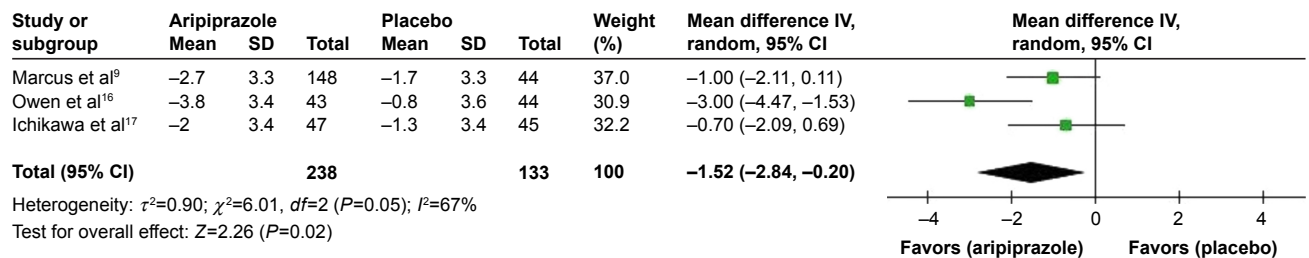 Study or subgroup Aripiprazole Placebo Weight (%) Mean difference IV, random, 95% CI Mean difference IV, random, 95% CI
Mean SD Total Mean SD Total
Marcus et al⁹ –2.7 3.3 148 –1.7 3.3 44 37.0 –1.00 (–2.11, 0.11)
Owen et al¹⁶ –3.8 3.4 43 –0.8 3.6 44 30.9 –3.00 (–4.47, –1.53)
Ichikawa et al¹⁷ –2 3.4 47 –1.3 3.4 45 32.2 –0.70 (–2.09, 0.69)
Total (95% CI) 238 133 100 –1.52 (–2.84, –0.20)
Heterogeneity: τ²=0.90; χ²=6.01, df=2 (P=0.05); I²=67%
Test for overall effect: Z=2.26 (P=0.02)
–4 –2 0 2 4
Favors (aripiprazole) Favors (placebo)